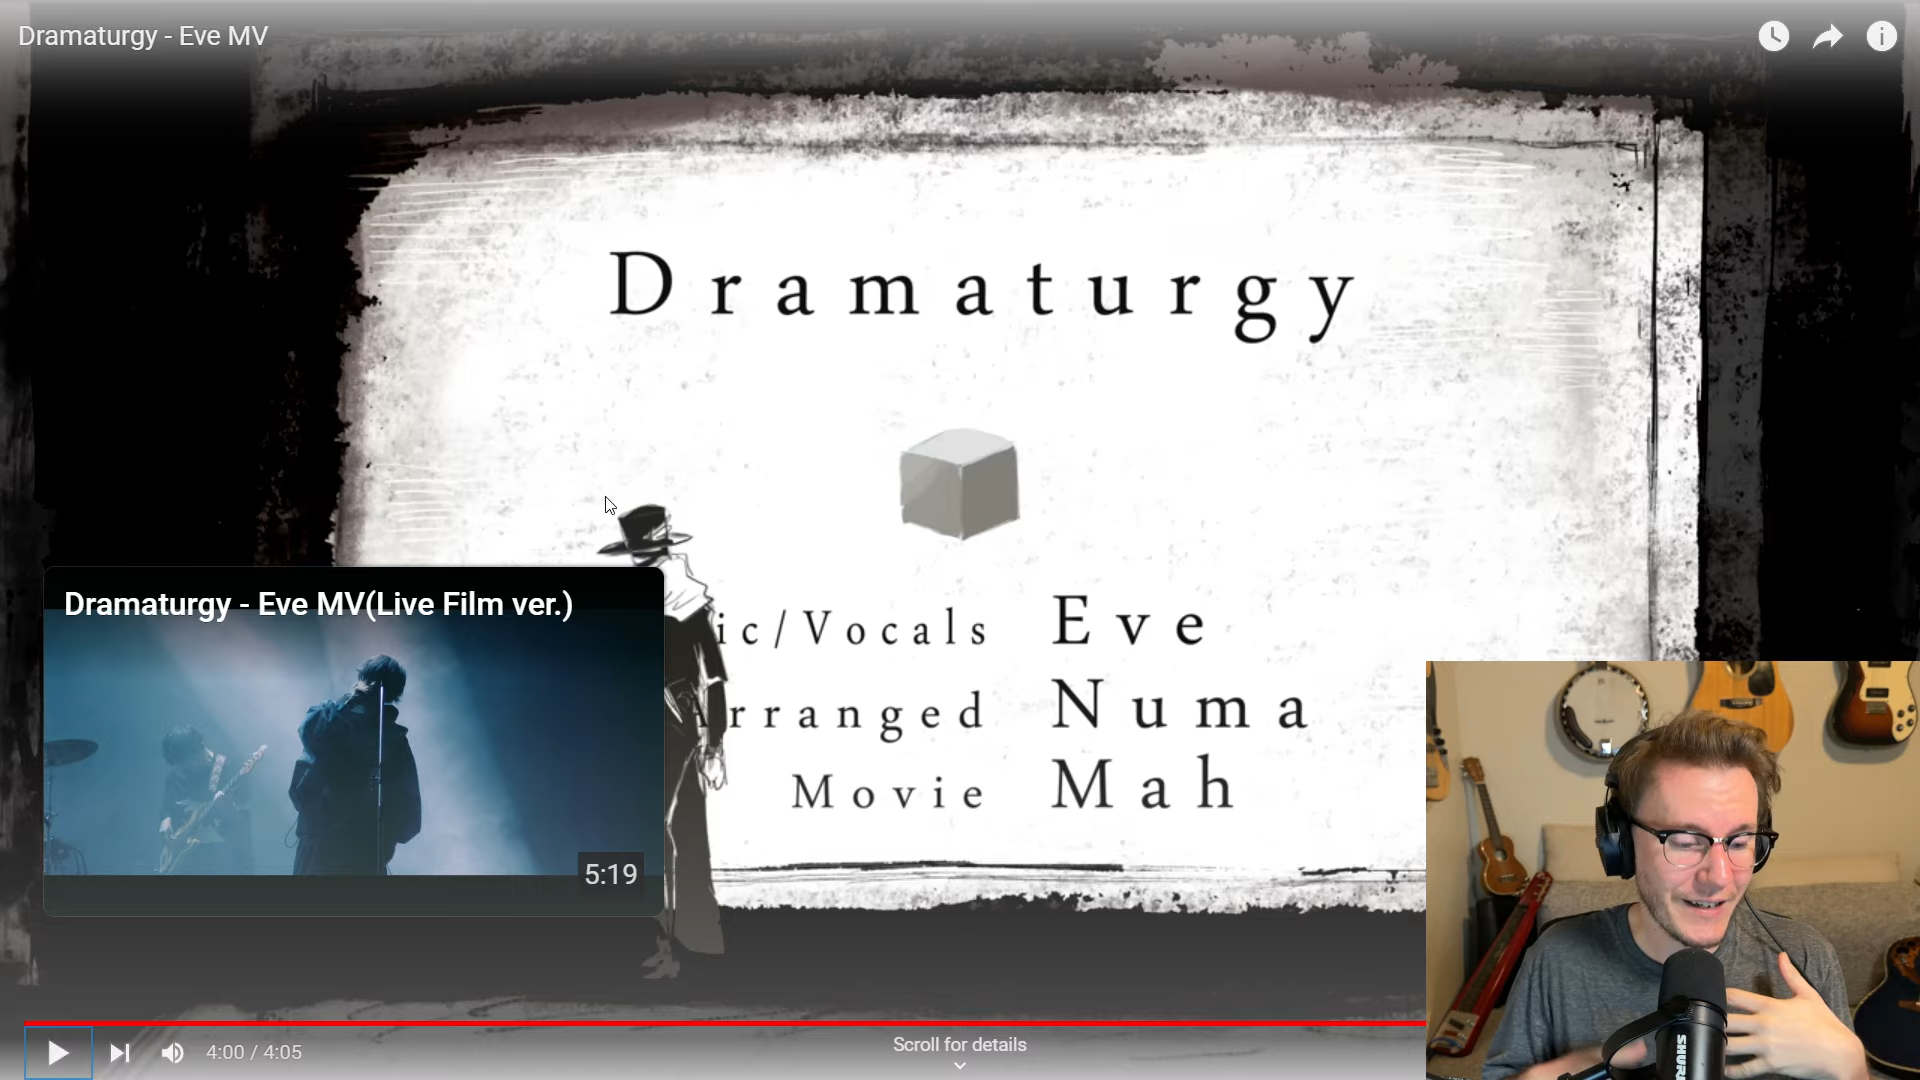 Dramaturgy - Eve MV
Dramaturgy
Dramaturgy - Eve MV(Live Film ver.)
ic/Vocals Eve
rranged Numa
Movie Mah
5:19
4:00 / 4:05
Scroll for details
SHUR